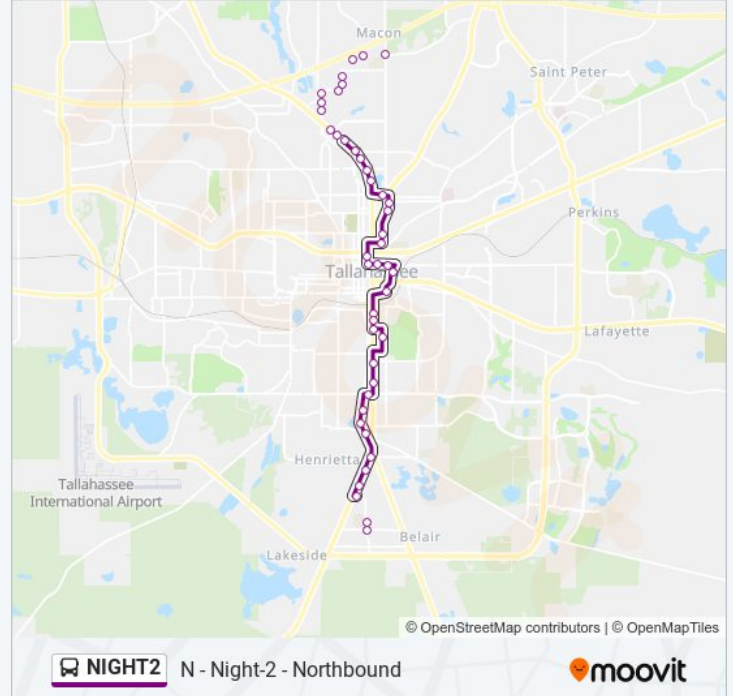 Macon
Saint Peter
Perkins
Tallahassee
Lafayette
Henrietta
Tallahassee
International Airport
Belair
Lakeside
© OpenStreetMap contributors | © OpenMapTiles
NIGHT2 N - Night-2 - Northbound
moovit